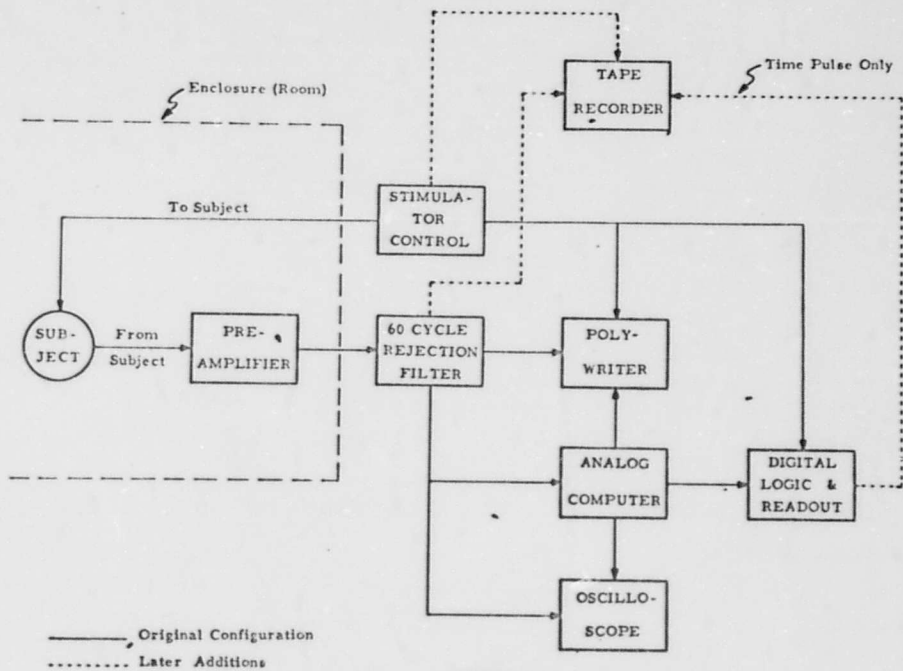 TAPE
RECORDER
Time Pulse Only
Enclosure (Room)
STIMULA-
TOR
CONTROL
To Subject
SUB-
JECT
From
Subject
PRE-
AMPLIFIER
60 CYCLE
REJECTION
FILTER
POLY-
WRITER
ANALOG
COMPUTER
DIGITAL
LOGIC &
READOUT
OSCILLO-
SCOPE
Original Configuration
Later Additions